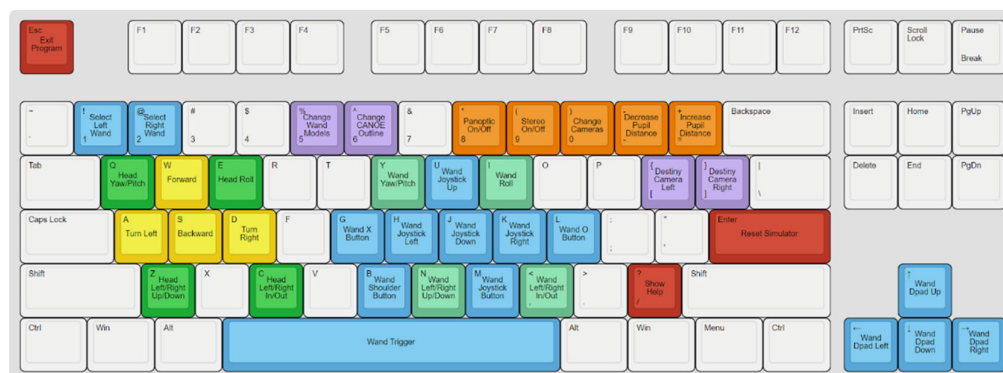 Esc
Exit
Program
F1
F2
F3
F4
F5
F6
F7
F8
F9
F10
F11
F12
PrtSc
Scroll
Lock
Pause
Break
~
`
!
Select
Left
Wand
1
@
Select
Right
Wand
2
#
3
$
4
%
Change
Wand
Models
5
^
Change
CANOE
Outline
6
&
7
*
Panoptic
On/Off
8
(
Stereo
On/Off
9
)
Change
Cameras
0
_
Decrease
Pupil
Distance
-
+
Increase
Pupil
Distance
=
Backspace
Insert
Home
PgUp
Tab
Q
Head
Yaw/Pitch
W
Forward
E
Head Roll
R
T
Y
Wand
Yaw/Pitch
U
Wand
Joystick
Up
I
Wand
Roll
O
P
{
Destiny
Camera
Left
[
}
Destiny
Camera
Right
]
|
\
Delete
End
PgDn
Caps Lock
A
Turn Left
S
Backward
D
Turn
Right
F
G
Wand X
Button
H
Wand
Joystick
Left
J
Wand
Joystick
Down
K
Wand
Joystick
Right
L
Wand O
Button
:
;
"
'
Enter
Reset Simulator
Shift
Z
Head
Left/Right
Up/Down
X
C
Head
Left/Right
In/Out
V
B
Wand
Shoulder
Button
N
Wand
Left/Right
Up/Down
M
Wand
Joystick
Button
<
Wand
Left/Right
In/Out
,
>
.
?
Show
Help
/
Shift
↑
Wand
Dpad Up
Ctrl
Win
Alt
Wand Trigger
Alt
Win
Menu
Ctrl
←
Wand
Dpad Left
↓
Wand
Dpad
Down
→
Wand
Dpad
Right